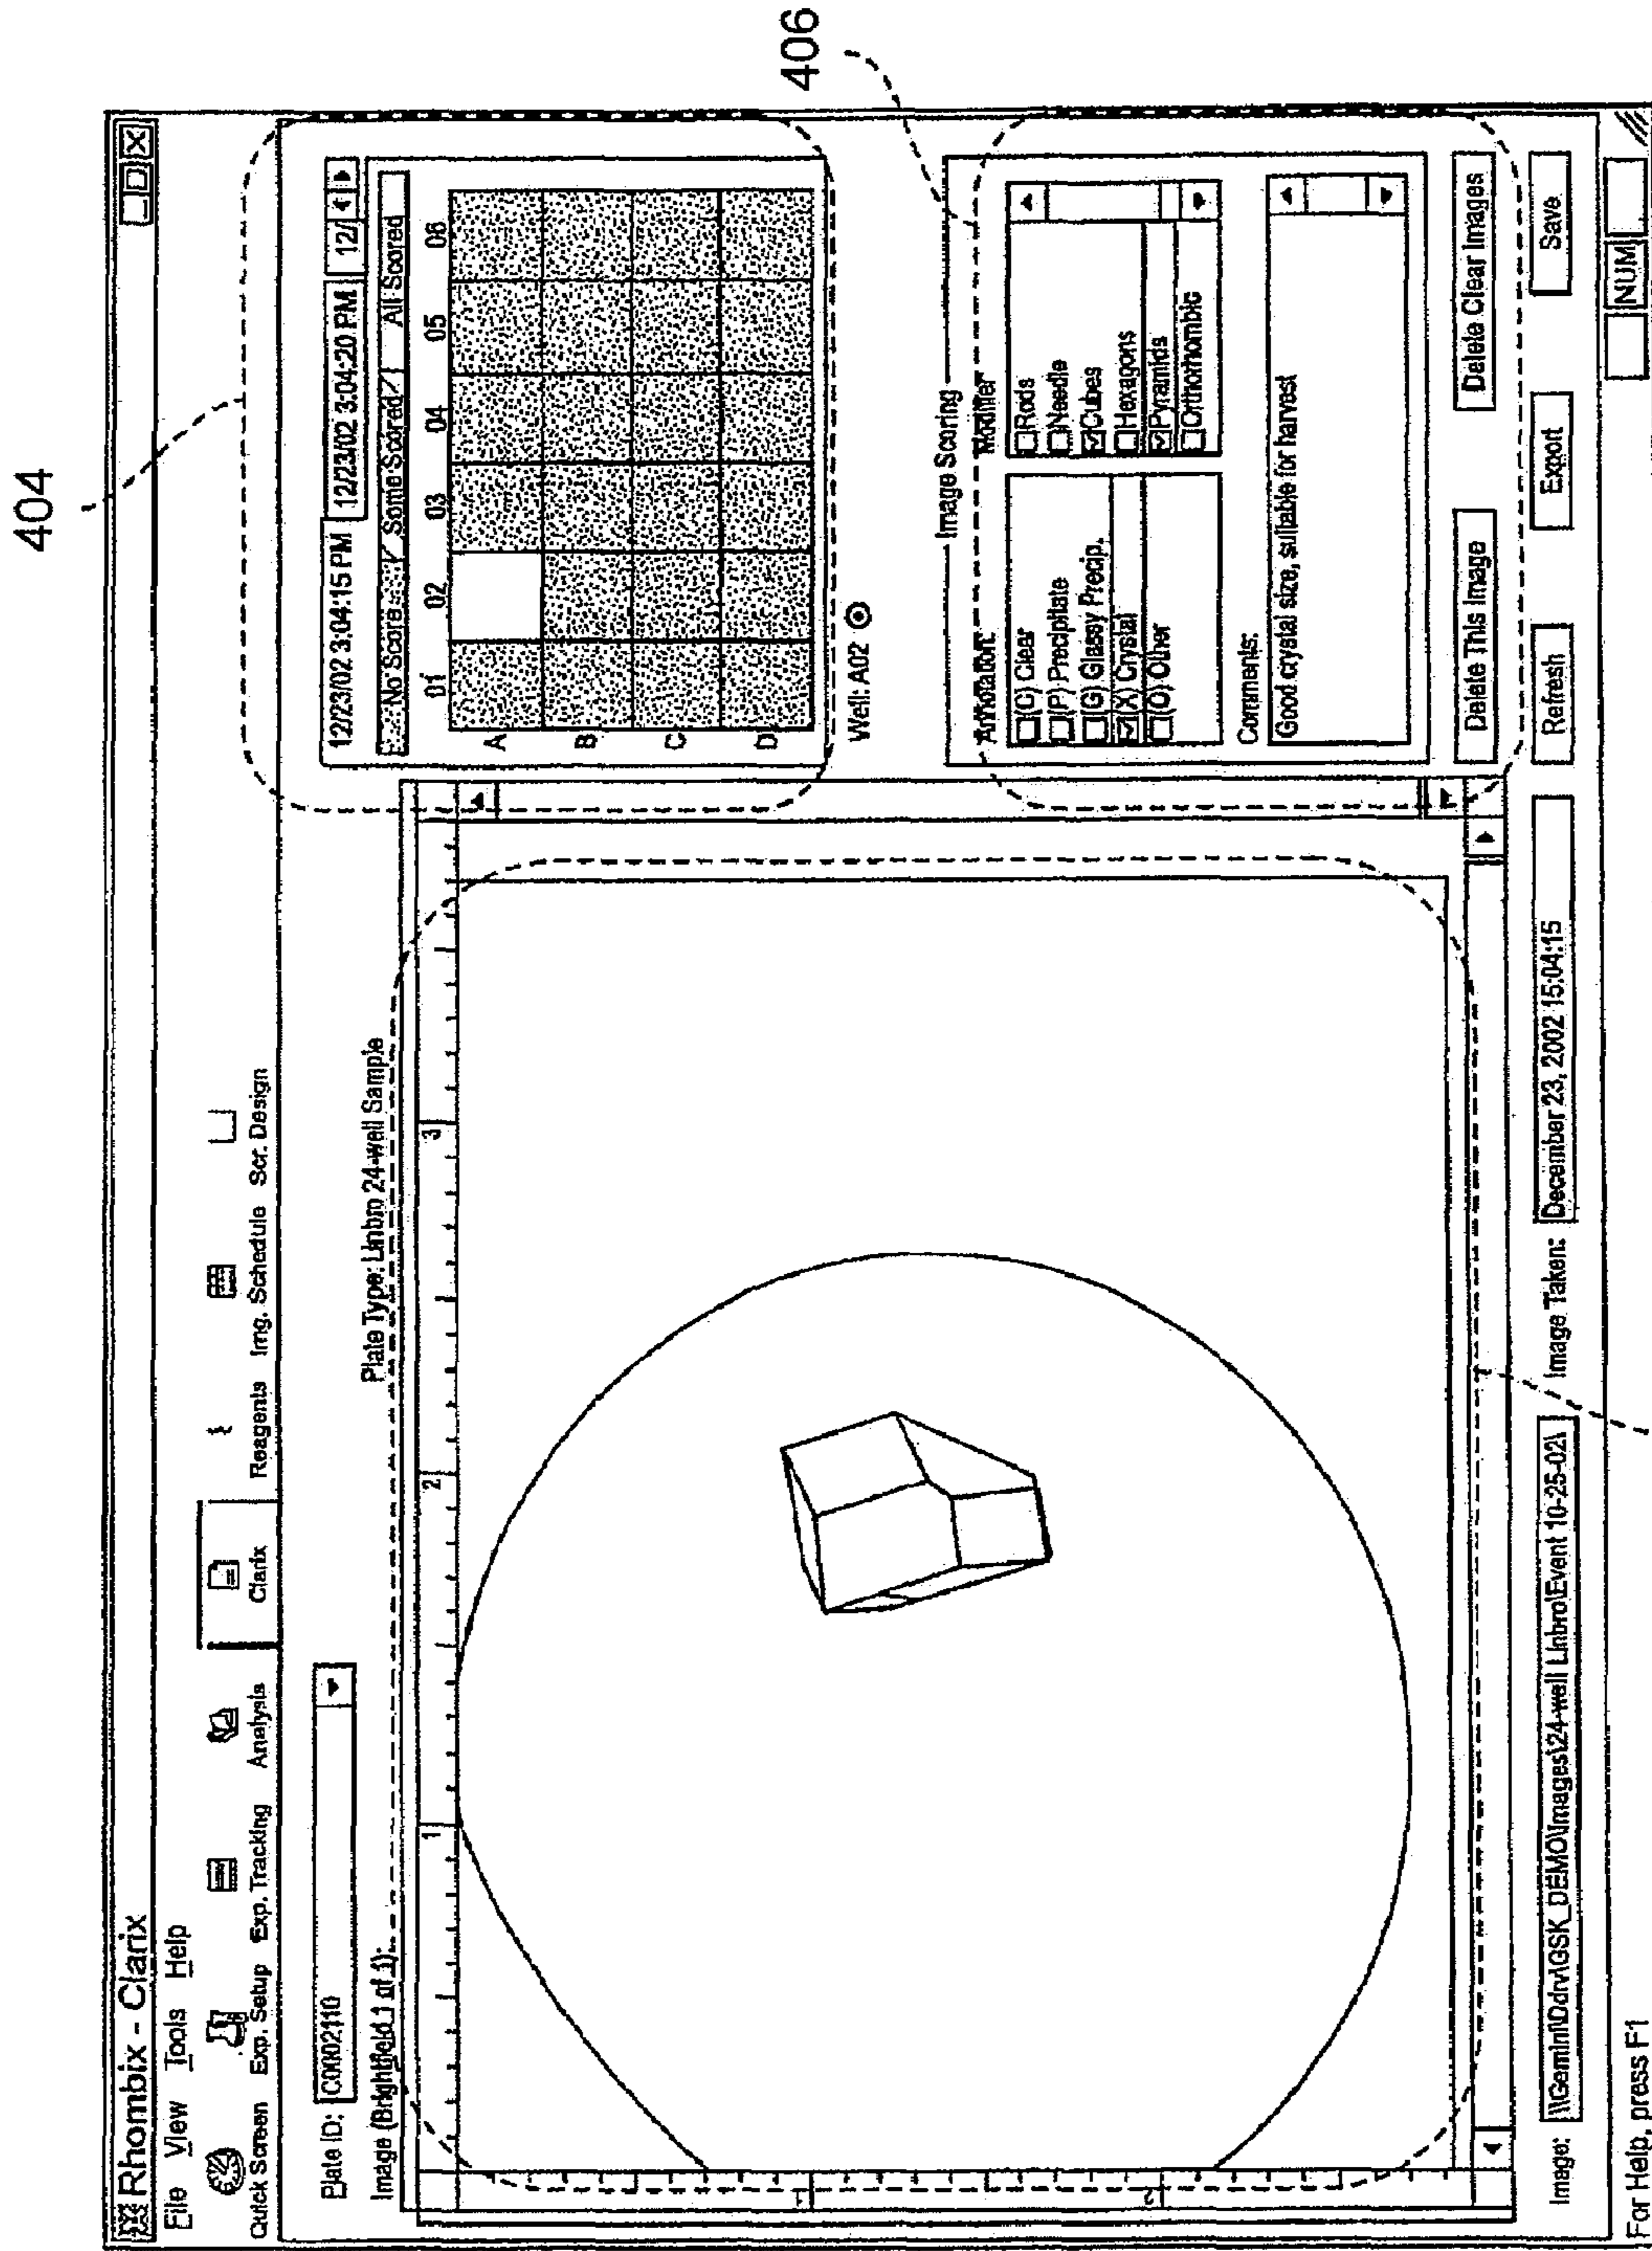 404
406
Rhombix - Clarix
File View Tools Help
Quick Screen Exp. Setup Exp. Tracking Analysis Clarix Reagents Img. Schedule Scr. Design
Plate ID: C0002110
Image (Brightfield 1 of 1):
Plate Type: Linbro 24-well Sample
1 2 3
1
2
12/23/02 3:04:15 PM 12/23/02 3:04:20 PM 12/
No Score Some Scored All Scored
01 02 03 04 05 06
A
B
C
D
Well: A02
Image Scoring
Annotation: Modifier
(C) Clear
(P) Precipitate
(G) Glassy Precip.
(X) Crystal
(O) Other
Rods
Needle
Cubes
Hexagons
Pyramids
Orthorhombic
Comments:
Good crystal size, suitable for harvest
Delete This Image Delete Clear Images
Image: \\Gemini\Ddrv\GSK_DEMO\Images\24-well Linbro\Event 10-25-02\ Image Taken: December 23, 2002 15:04:15 Refresh Export Save
For Help, press F1 NUM